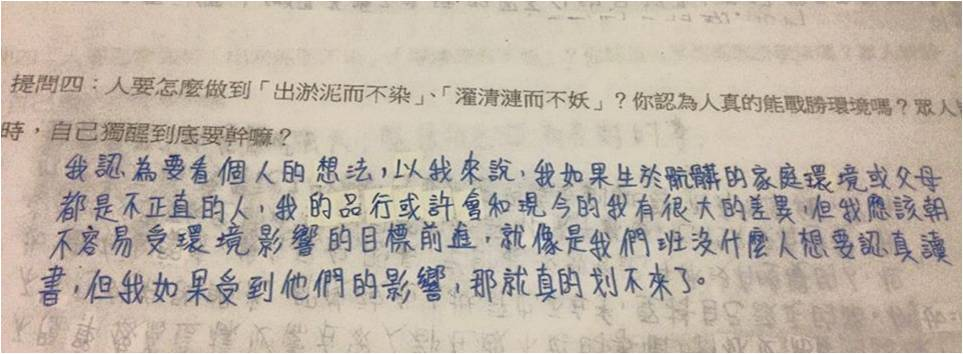 提問四：人要怎麼做到「出淤泥而不染」、「濯清漣而不妖」？你認為人真的能戰勝環境嗎？眾人
時，自己獨醒到底要幹嘛？
我認為要看個人的想法，以我來說，我如果生於骯髒的家庭環境或父母
都是不正直的人，我的品行或許會和現今的我有很大的差異，但我應該朝
不容易受環境影響的目標前進，就像是我們班沒什麼人想要認真讀
書，但我如果受到他們的影響，那就真的划不來了。